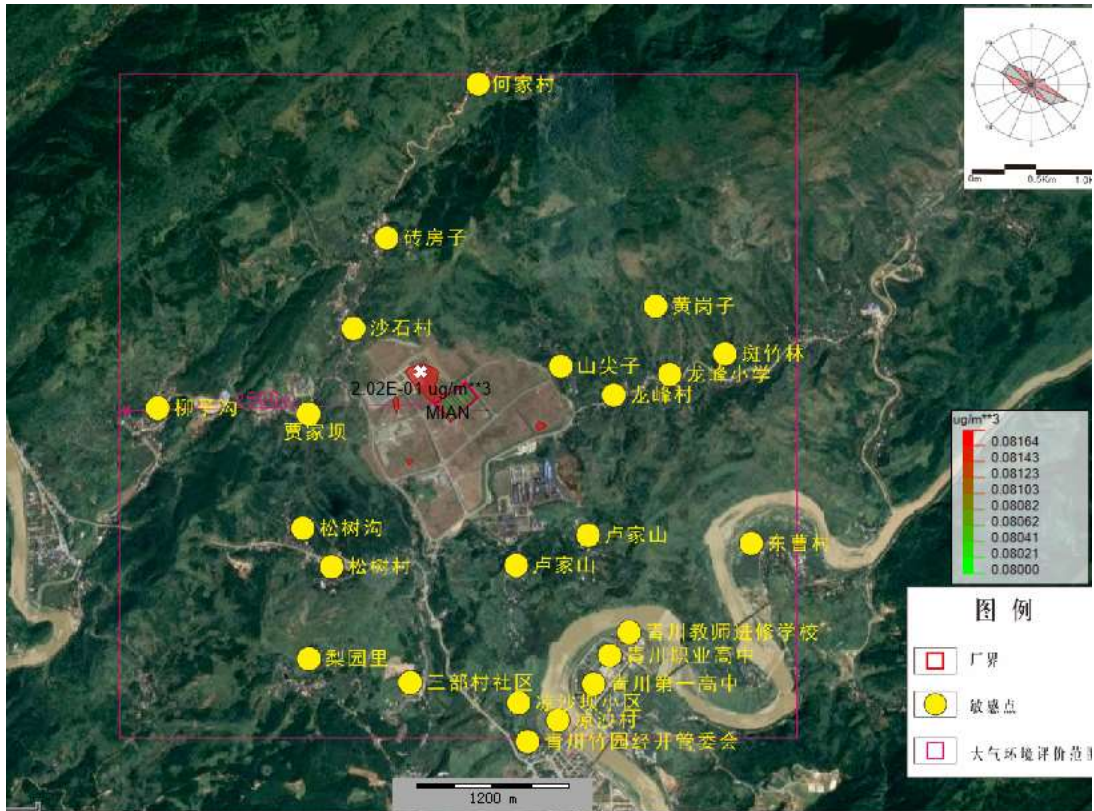 何家村
砖房子
0m 0.5Km 1.0K
黄岗子
沙石村
斑竹林
山尖子
龙峰小学
2.02E-01 ug/m**3
龙峰村
MIAN
贾家坝
ug/m**3
0.08164
0.08143
0.08123
0.08103
0.08082
0.08062
0.08041
0.08021
0.08000
松树沟
卢家山
东曹村
松树村
卢家山
图 例
青川教师进修学校
青川职业高中
厂界
梨园里
三部村社区
青川第一高中
凉沙坝小区
敏感点
凉沙村
青川竹园经开管委会
大气环境评价范围
1200 m